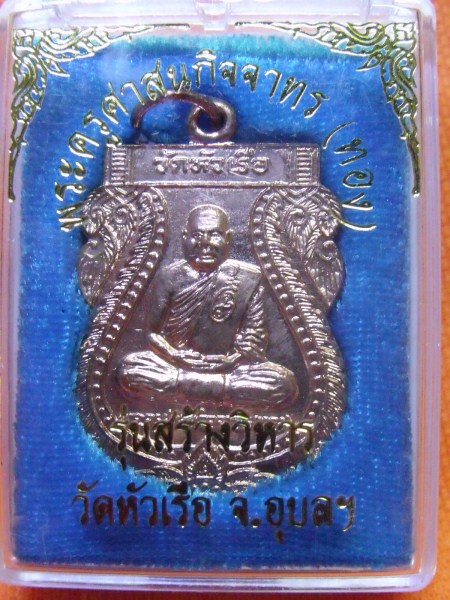 พระครูศาสนกิจจาทร (ทอง)
วัดหัวเรือ
รุ่นสร้างวิหาร
วัดหัวเรือ จ.อุบลฯ